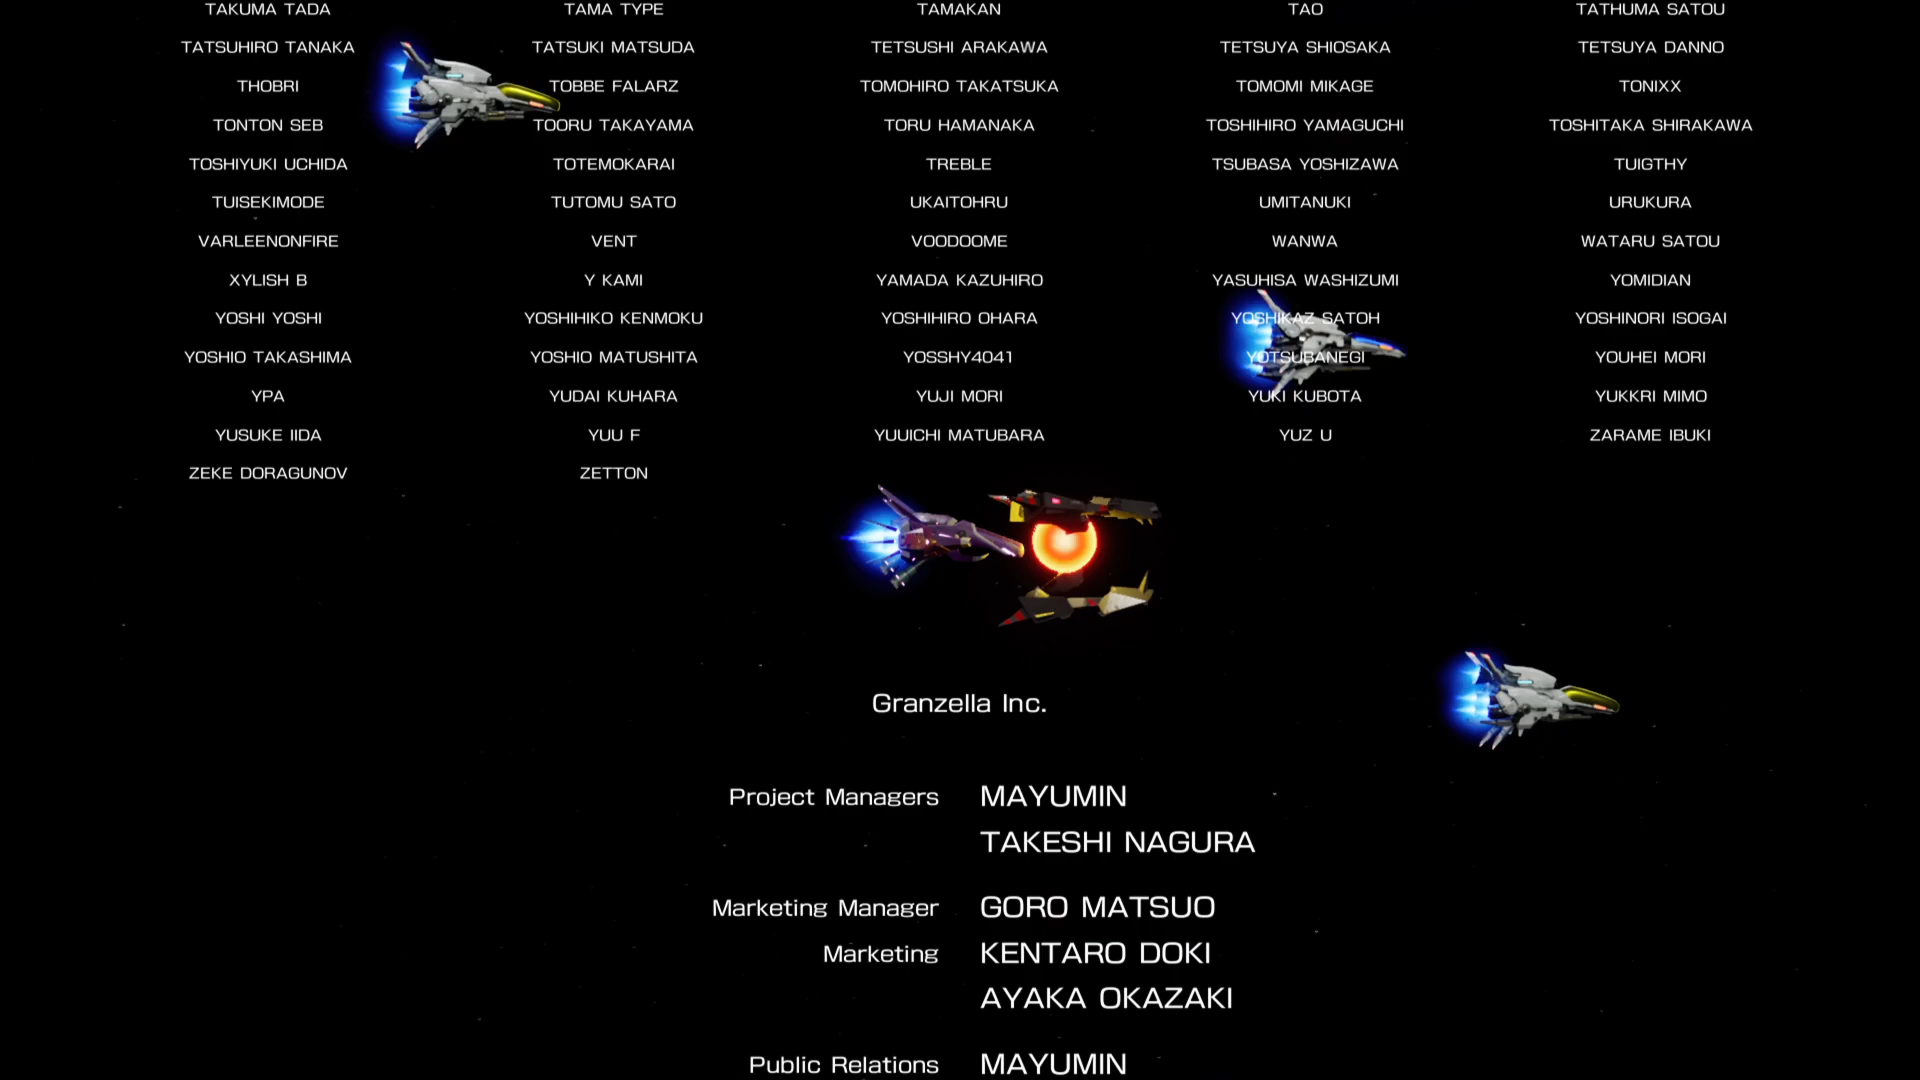 TAKUMA TADA TAMA TYPE TAMAKAN TAO TATHUMA SATOU
TATSUHIRO TANAKA TATSUKI MATSUDA TETSUSHI ARAKAWA TETSUYA SHIOSAKA TETSUYA DANNO
THOBRI TOBBE FALARZ TOMOHIRO TAKATSUKA TOMOMI MIKAGE TONIXX
TONTON SEB TOORU TAKAYAMA TORU HAMANAKA TOSHIHIRO YAMAGUCHI TOSHITAKA SHIRAKAWA
TOSHIYUKI UCHIDA TOTEMOKARAI TREBLE TSUBASA YOSHIZAWA TUIGTHY
TUISEKIMODE TUTOMU SATO UKAITOHRU UMITANUKI URUKURA
VARLEENONFIRE VENT VOODOOME WANWA WATARU SATOU
XYLISH B Y KAMI YAMADA KAZUHIRO YASUHISA WASHIZUMI YOMIDIAN
YOSHI YOSHI YOSHIHIKO KENMOKU YOSHIHIRO OHARA YOSHIKAZ SATOH YOSHINORI ISOGAI
YOSHIO TAKASHIMA YOSHIO MATUSHITA YOSSHY4041 YOTSUBANEGI YOUHEI MORI
YPA YUDAI KUHARA YUJI MORI YUKI KUBOTA YUKKRI MIMO
YUSUKE IIDA YUU F YUUICHI MATUBARA YUZ U ZARAME IBUKI
ZEKE DORAGUNOV ZETTON
Granzella Inc.
Project Managers MAYUMIN
TAKESHI NAGURA
Marketing Manager GORO MATSUO
Marketing KENTARO DOKI
AYAKA OKAZAKI
Public Relations MAYUMIN